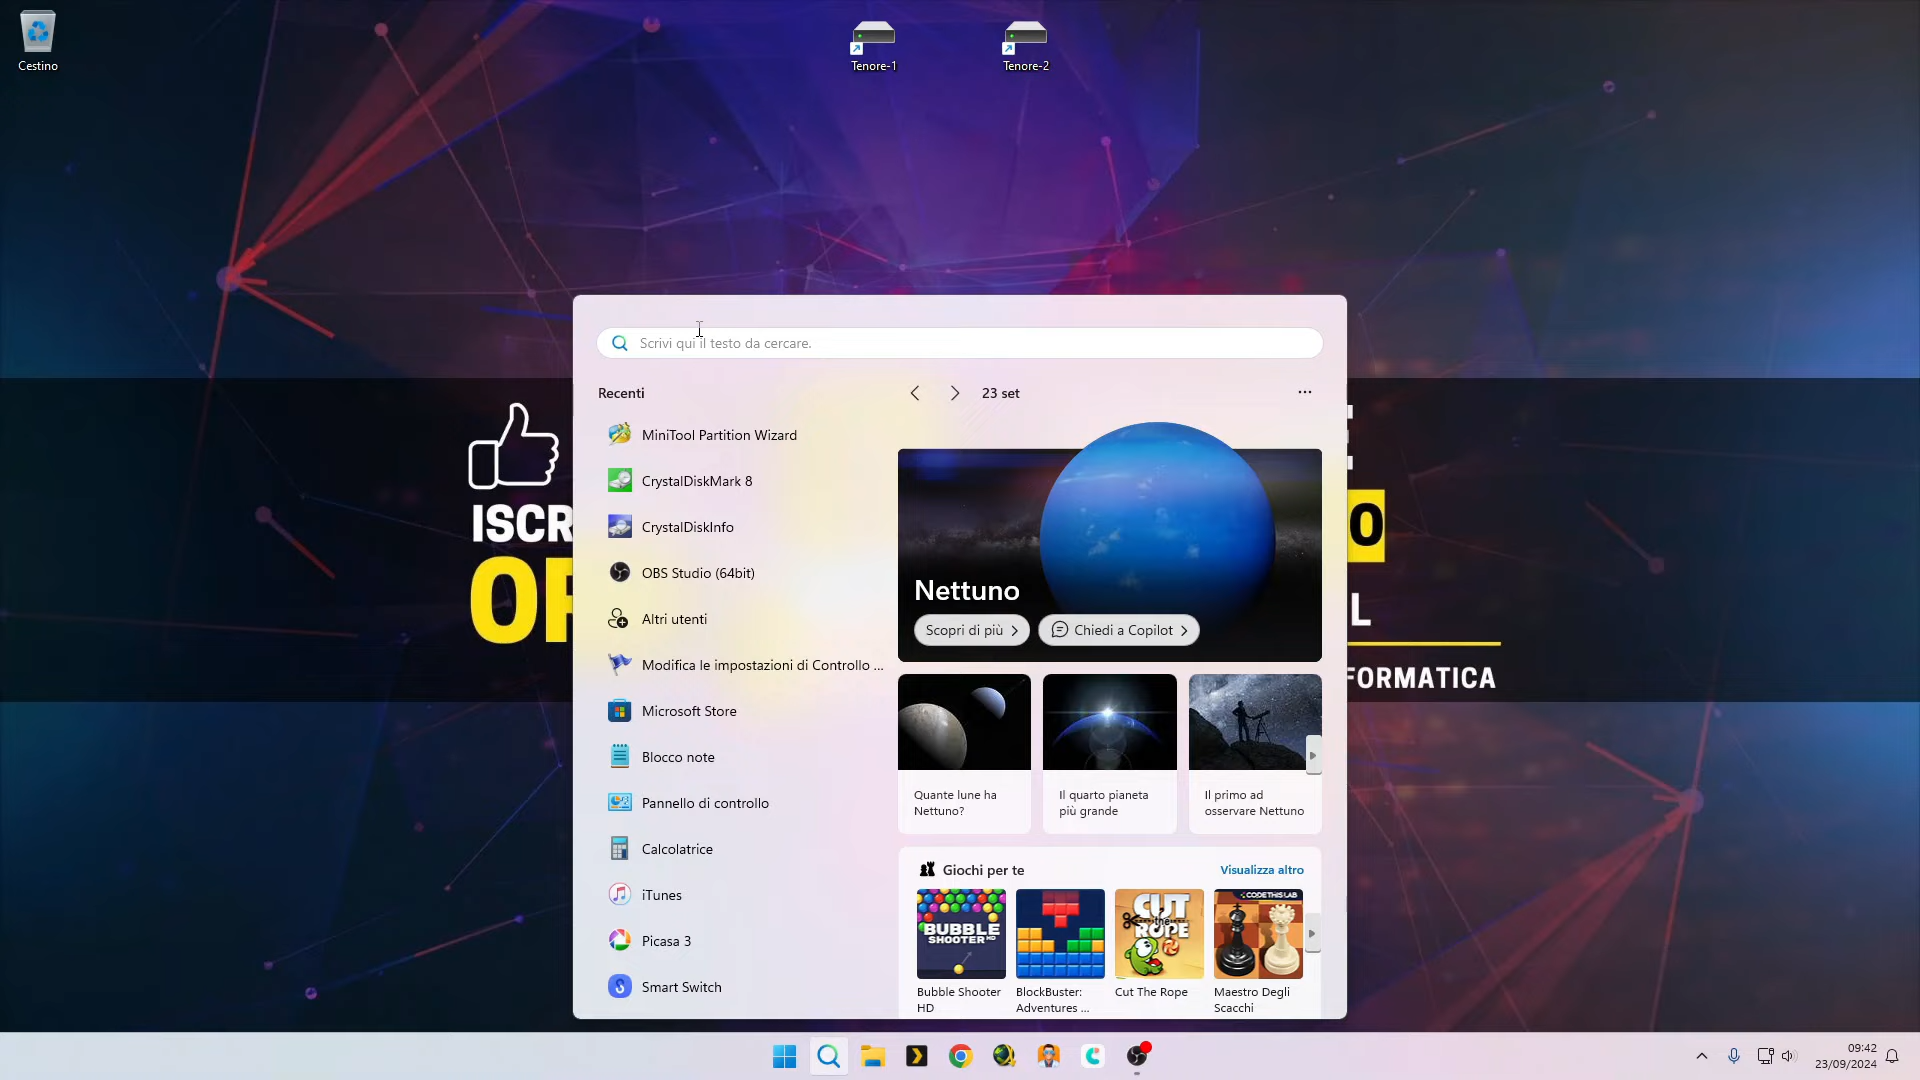 Cestino
Tenore-1
Tenore-2
Scrivi qui il testo da cercare.
Recenti
23 set
MiniTool Partition Wizard
CrystalDiskMark 8
CrystalDiskInfo
OBS Studio (64bit)
Altri utenti
Modifica le impostazioni di Controllo ...
Microsoft Store
Blocco note
Pannello di controllo
Calcolatrice
iTunes
Picasa 3
Smart Switch
Nettuno
Scopri di più
Chiedi a Copilot
Quante lune ha
Nettuno?
Il quarto pianeta
più grande
Il primo ad
osservare Nettuno
Giochi per te
Visualizza altro
BUBBLE
SHOOTER HD
CUT
the
ROPE
CODETHISLAB
Bubble Shooter
HD
BlockBuster:
Adventures ...
Cut The Rope
Maestro Degli
Scacchi
ISCR
O
L
FORMATICA
09:42
23/09/2024